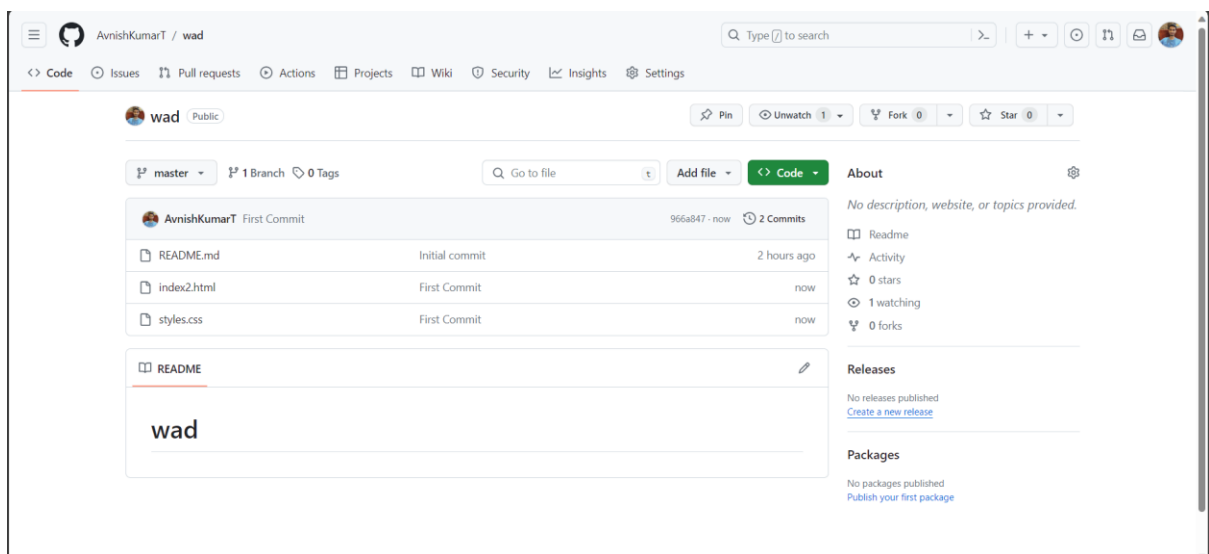 AvnishKumarT / wad
Type / to search
Code
Issues
Pull requests
Actions
Projects
Wiki
Security
Insights
Settings
wad Public
Pin
Unwatch 1
Fork 0
Star 0
master
1 Branch
0 Tags
Go to file
t
Add file
Code
AvnishKumarT First Commit 966a847 · now 2 Commits
README.md Initial commit 2 hours ago
index2.html First Commit now
styles.css First Commit now
README
wad
About
No description, website, or topics provided.
Readme
Activity
0 stars
1 watching
0 forks
Releases
No releases published
Create a new release
Packages
No packages published
Publish your first package